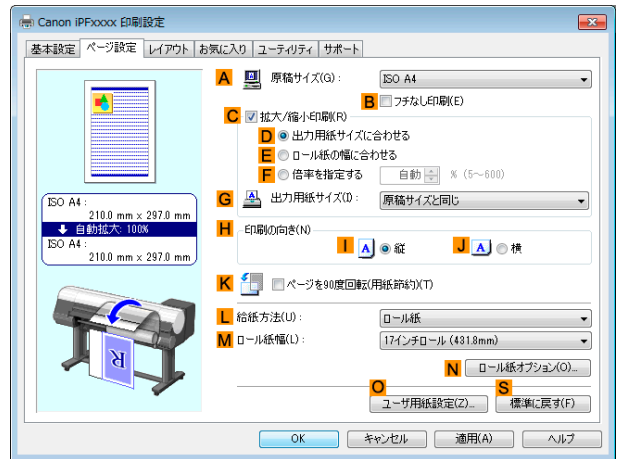 Canon iPFxxxx 印刷設定
基本設定 ページ設定 レイアウト お気に入り ユーティリティ サポート
A 原稿サイズ(G): ISO A4
B フチなし印刷(E)
C 拡大/縮小印刷(R)
D 出力用紙サイズに合わせる
E ロール紙の幅に合わせる
F 倍率を指定する 自動 % (5～600)
G 出力用紙サイズ(I): 原稿サイズと同じ
ISO A4 :
210.0 mm × 297.0 mm
自動拡大: 100%
ISO A4 :
210.0 mm × 297.0 mm
H 印刷の向き(N)
I A 縦 J A 横
K ページを90度回転(用紙節約)(T)
L 給紙方法(U): ロール紙
M ロール紙幅(L): 17インチロール (431.8mm)
R
N ロール紙オプション(O)...
O S
ユーザ用紙設定(Z)... 標準に戻す(F)
OK キャンセル 適用(A) ヘルプ